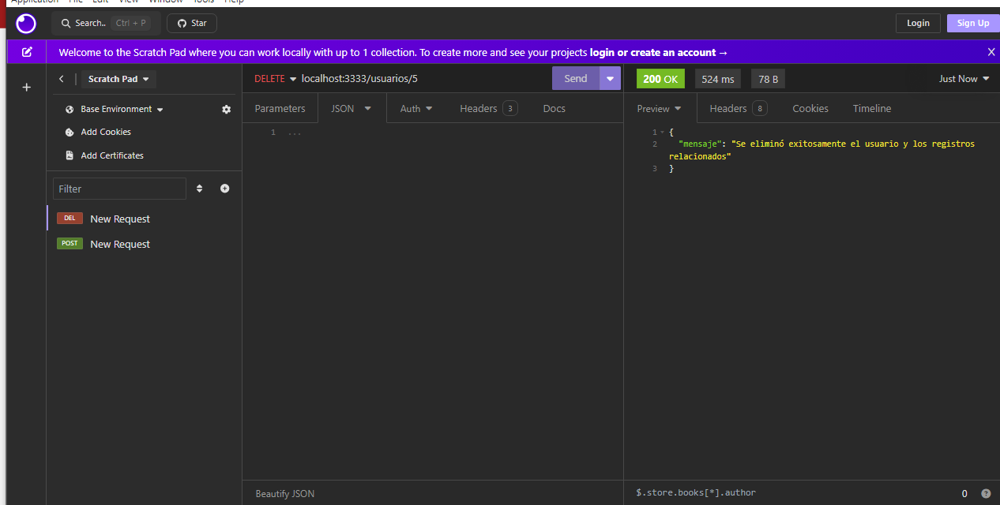 Application File Edit View Window Tools Help
Search.. Ctrl + P Star Login Sign Up
Welcome to the Scratch Pad where you can work locally with up to 1 collection. To create more and see your projects login or create an account →
Scratch Pad
Base Environment
Add Cookies
Add Certificates
Filter
DEL New Request
POST New Request
DELETE localhost:3333/usuarios/5 Send
Parameters JSON Auth Headers 3 Docs
1 ...
Beautify JSON
200 OK 524 ms 78 B Just Now
Preview Headers 8 Cookies Timeline
1 {
2 "mensaje": "Se eliminó exitosamente el usuario y los registros
relacionados"
3 }
$.store.books[*].author 0